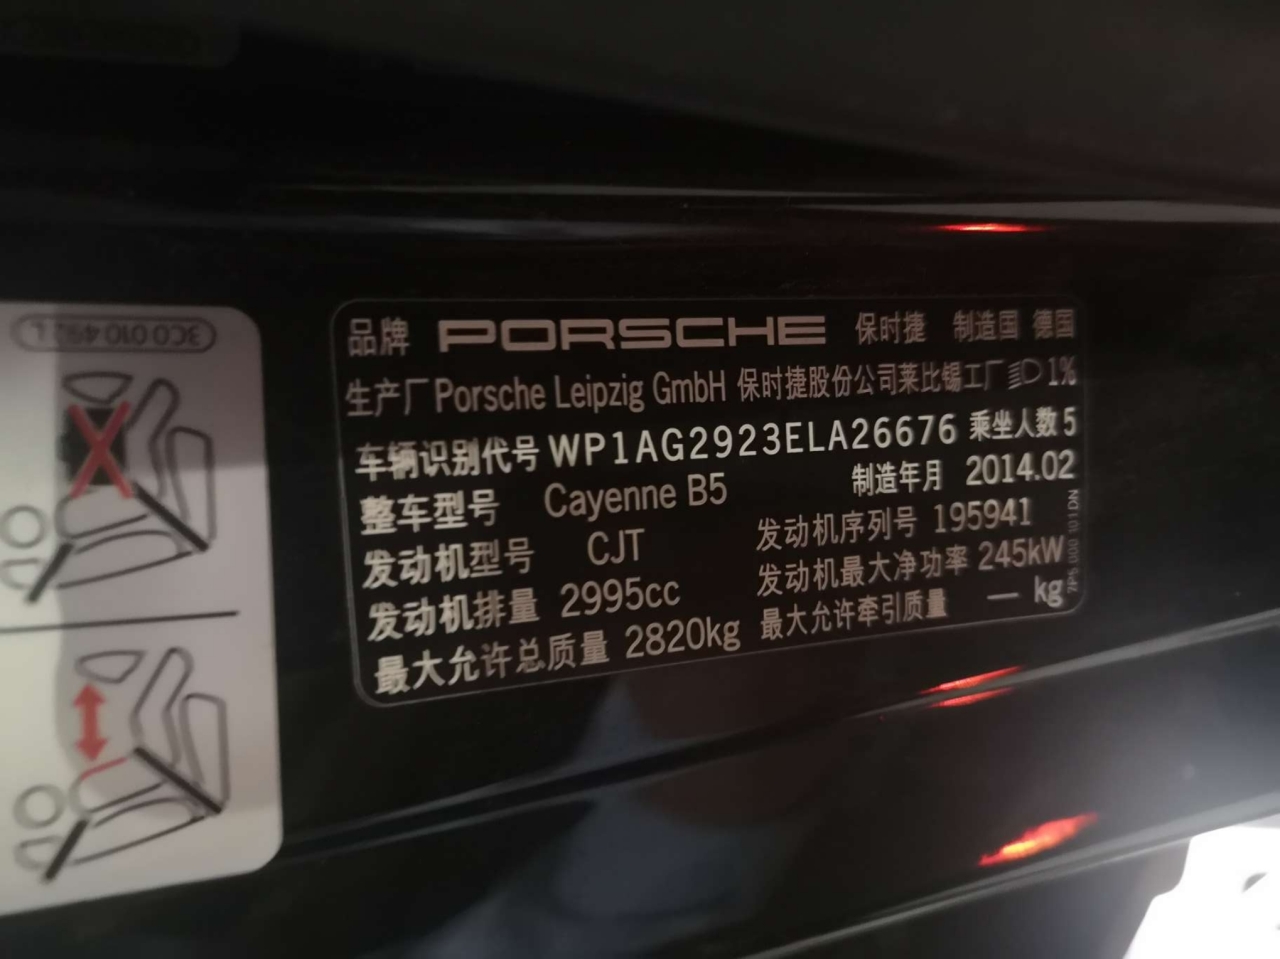 品牌 PORSCHE 保时捷 制造国 德国
生产厂 Porsche Leipzig GmbH 保时捷股份公司莱比锡工厂 1%
车辆识别代号 WP1AG2923ELA26676 乘坐人数 5
整车型号 Cayenne B5 制造年月 2014.02
发动机型号 CJT 发动机序列号 195941
发动机排量 2995cc 发动机最大净功率 245kW
最大允许总质量 2820kg 最大允许牵引质量 — kg
3C0 010 492 L